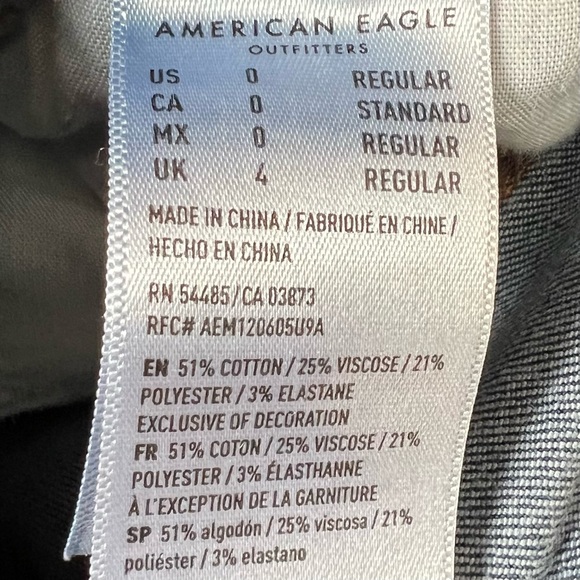 AMERICAN EAGLE
OUTFITTERS
US 0 REGULAR
CA 0 STANDARD
MX 0 REGULAR
UK 4 REGULAR
MADE IN CHINA / FABRIQUÉ EN CHINE /
HECHO EN CHINA
RN 54485/CA 03873
RFC# AEM120605U9A
EN 51% COTTON / 25% VISCOSE / 21%
POLYESTER / 3% ELASTANE
EXCLUSIVE OF DECORATION
FR 51% COTON / 25% VISCOSE / 21%
POLYESTER / 3% ÉLASTHANNE
À L'EXCEPTION DE LA GARNITURE
SP 51% algodón / 25% viscosa / 21%
poliéster / 3% elastano